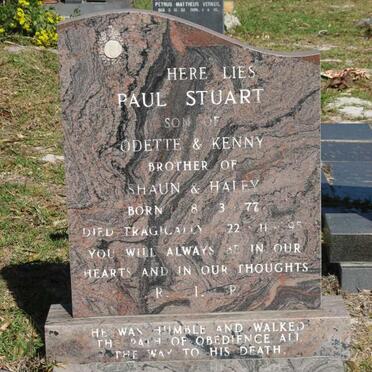 PETRUS MATTHEUS
HERE LIES
PAUL STUART
SON OF
ODETTE & KENNY
BROTHER OF
SHAUN & HALEY
BORN 8 3 77
DIED TRAGICALLY 22 11 95
YOU WILL ALWAYS BE IN OUR
HEARTS AND IN OUR THOUGHTS
R . I . P
HE WAS HUMBLE AND WALKED
THE PATH OF OBEDIENCE ALL
THE WAY TO HIS DEATH.